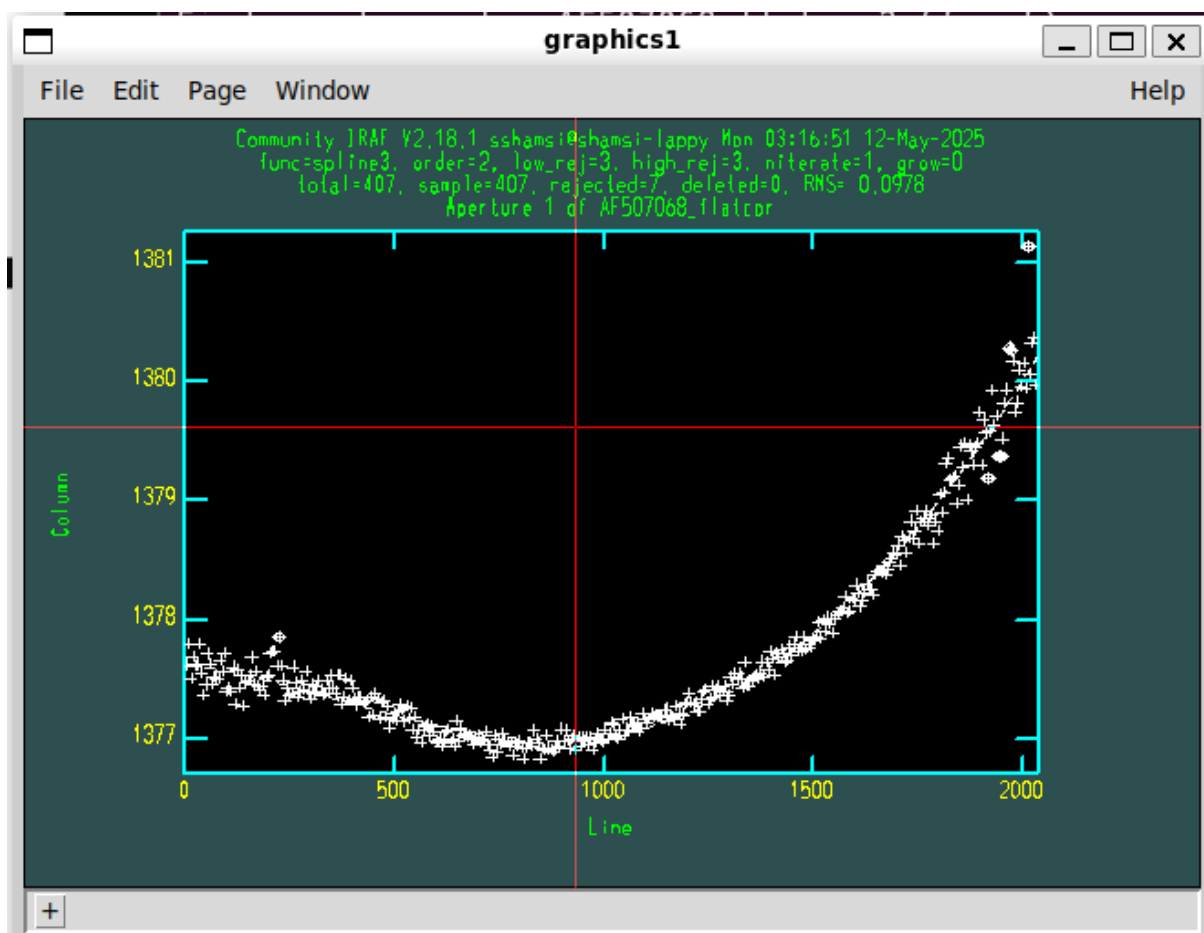 graphics1
File Edit Page Window Help
Community IRAF V2.18.1 sshamsi@shamsi-lappy Mon 03:16:51 12-May-2025
func=spline3, order=2, low_rej=3, high_rej=3, niterate=1, grow=0
total=407, sample=407, rejected=7, deleted=0, RMS= 0.0978
Aperture 1 of AF507068_flatcor
1381
1380
1379
1378
1377
Column
0 500 1000 1500 2000
Line
+